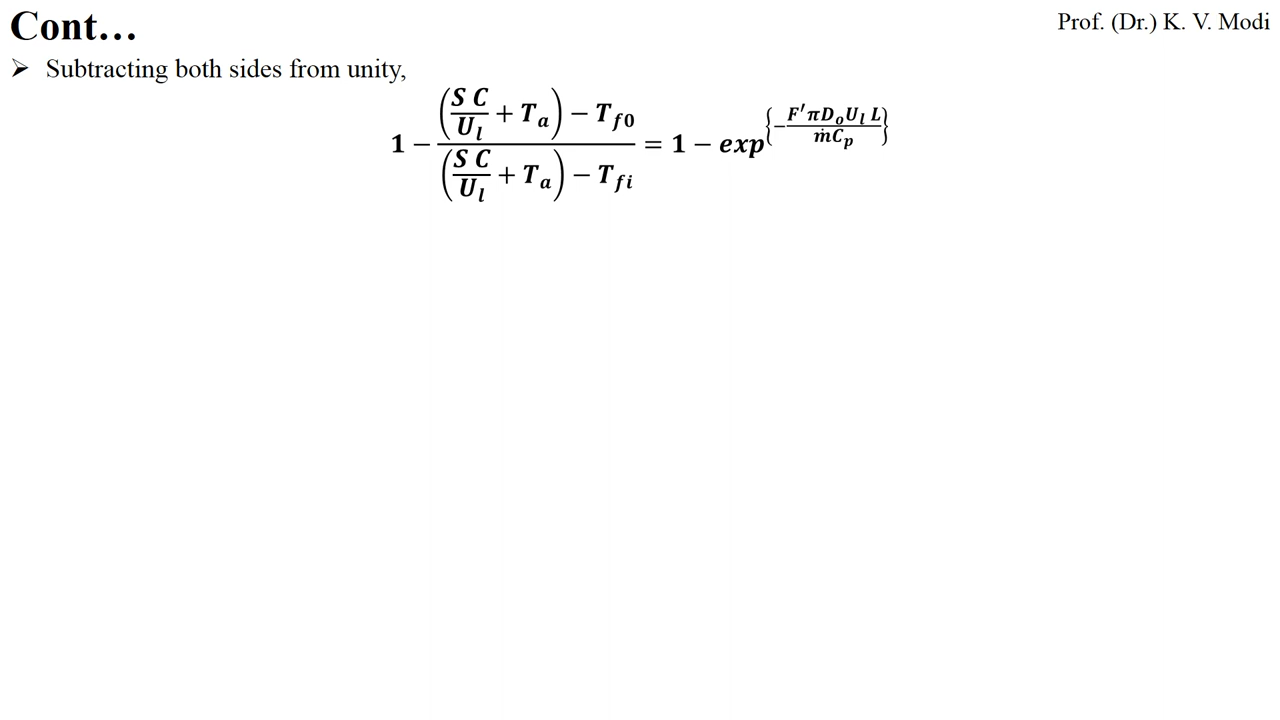 Cont…
Prof. (Dr.) K. V. Modi
➢ Subtracting both sides from unity,
1 − ((S C / U_l + T_a) − T_f0) / ((S C / U_l + T_a) − T_fi) = 1 − exp^{−F′πD_oU_l L / ṁC_p}